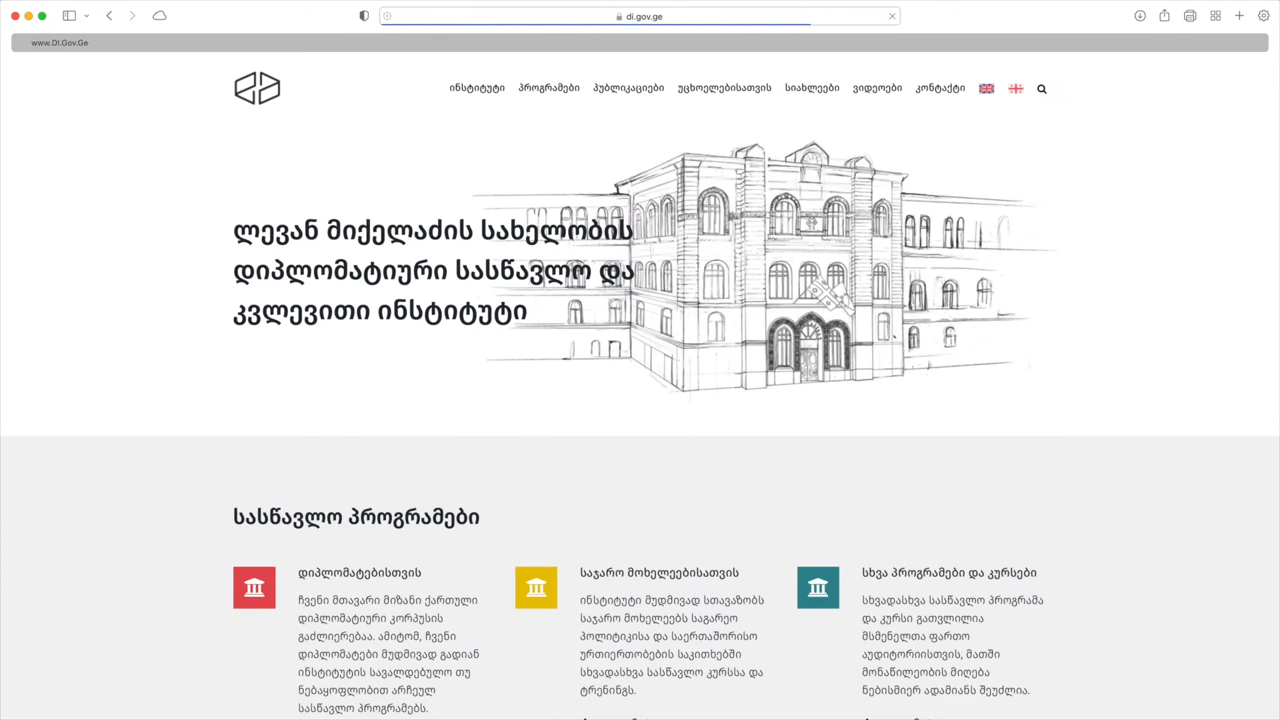 di.gov.ge
www.DI.Gov.Ge
ინსტიტუტი პროგრამები პუბლიკაციები უცხოელებისათვის სიახლეები ვიდეოები კონტაქტი
ლევან მიქელაძის სახელობის
დიპლომატიური სასწავლო და
კვლევითი ინსტიტუტი
სასწავლო პროგრამები
დიპლომატებისთვის
ჩვენი მთავარი მიზანი ქართული
დიპლომატიური კორპუსის
გაძლიერებაა. ამიტომ, ჩვენი
დიპლომატები მუდმივად გადიან
ინსტიტუტის სავალდებულო თუ
ნებაყოფლობით არჩეულ
სასწავლო პროგრამებს.
საჯარო მოხელეებისათვის
ინსტიტუტი მუდმივად სთავაზობს
საჯარო მოხელეებს საგარეო
პოლიტიკისა და საერთაშორისო
ურთიერთობების საკითხებში
სხვადასხვა სასწავლო კურსსა და
ტრენინგს.
სხვა პროგრამები და კურსები
სხვადასხვა სასწავლო პროგრამა
და კურსი გათვლილია
მსმენელთა ფართო
აუდიტორიისთვის, მათში
მონაწილეობის მიღება
ნებისმიერ ადამიანს შეუძლია.